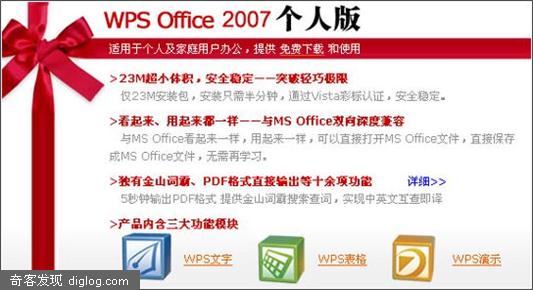 WPS Office 2007 个人版
适用于个人及家庭用户办公，提供 免费下载 和使用
>23M超小体积，安全稳定——突破轻巧极限
仅23M安装包，安装只需半分钟，通过Vista彩标认证，安全稳定。
>看起来、用起来都一样——与MS Office双向深度兼容
与MS Office看起来一样，用起来一样，可以直接打开MS Office文件，直接保存
成MS Office文件，无需再学习。
>独有金山词霸、PDF格式直接输出等十余项功能 详细>>
5秒钟输出PDF格式 提供金山词霸搜索查词，实现中英文互查即译
>产品内含三大功能模块
WPS文字 WPS表格 WPS演示
奇客发现 diglog.com